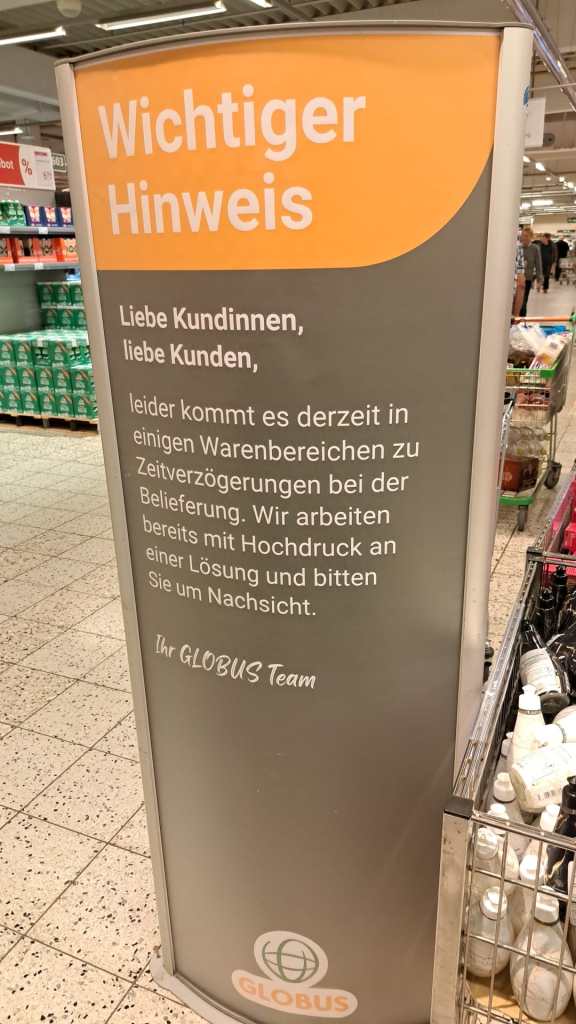 Wichtiger
Hinweis
Liebe Kundinnen,
liebe Kunden,
leider kommt es derzeit in
einigen Warenbereichen zu
Zeitverzögerungen bei der
Belieferung. Wir arbeiten
bereits mit Hochdruck an
einer Lösung und bitten
Sie um Nachsicht.
Ihr GLOBUS Team
GLOBUS
bot %